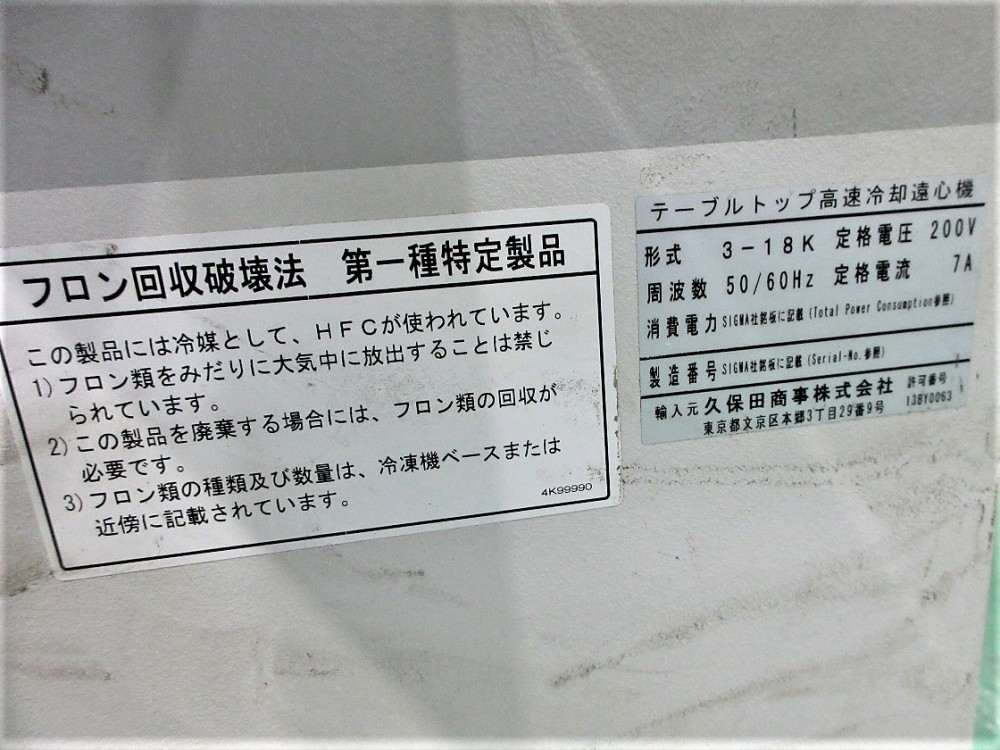 フロン回収破壊法　第一種特定製品
この製品には冷媒として、ＨＦＣが使われています。
1) フロン類をみだりに大気中に放出することは禁じ
られています。
2) この製品を廃棄する場合には、フロン類の回収が
必要です。
3) フロン類の種類及び数量は、冷凍機ベースまたは
近傍に記載されています。
4K99990
テーブルトップ高速冷却遠心機
形式 3-18K 定格電圧 200V
周波数 50/60Hz 定格電流 7A
消費電力 SIGMA社銘板に記載 (Total Power Consumption参照)
製造番号 SIGMA社銘板に記載 (Serial-No.参照)
輸入元 久保田商事株式会社 許可番号
東京都文京区本郷3丁目29番9号 13BY0063